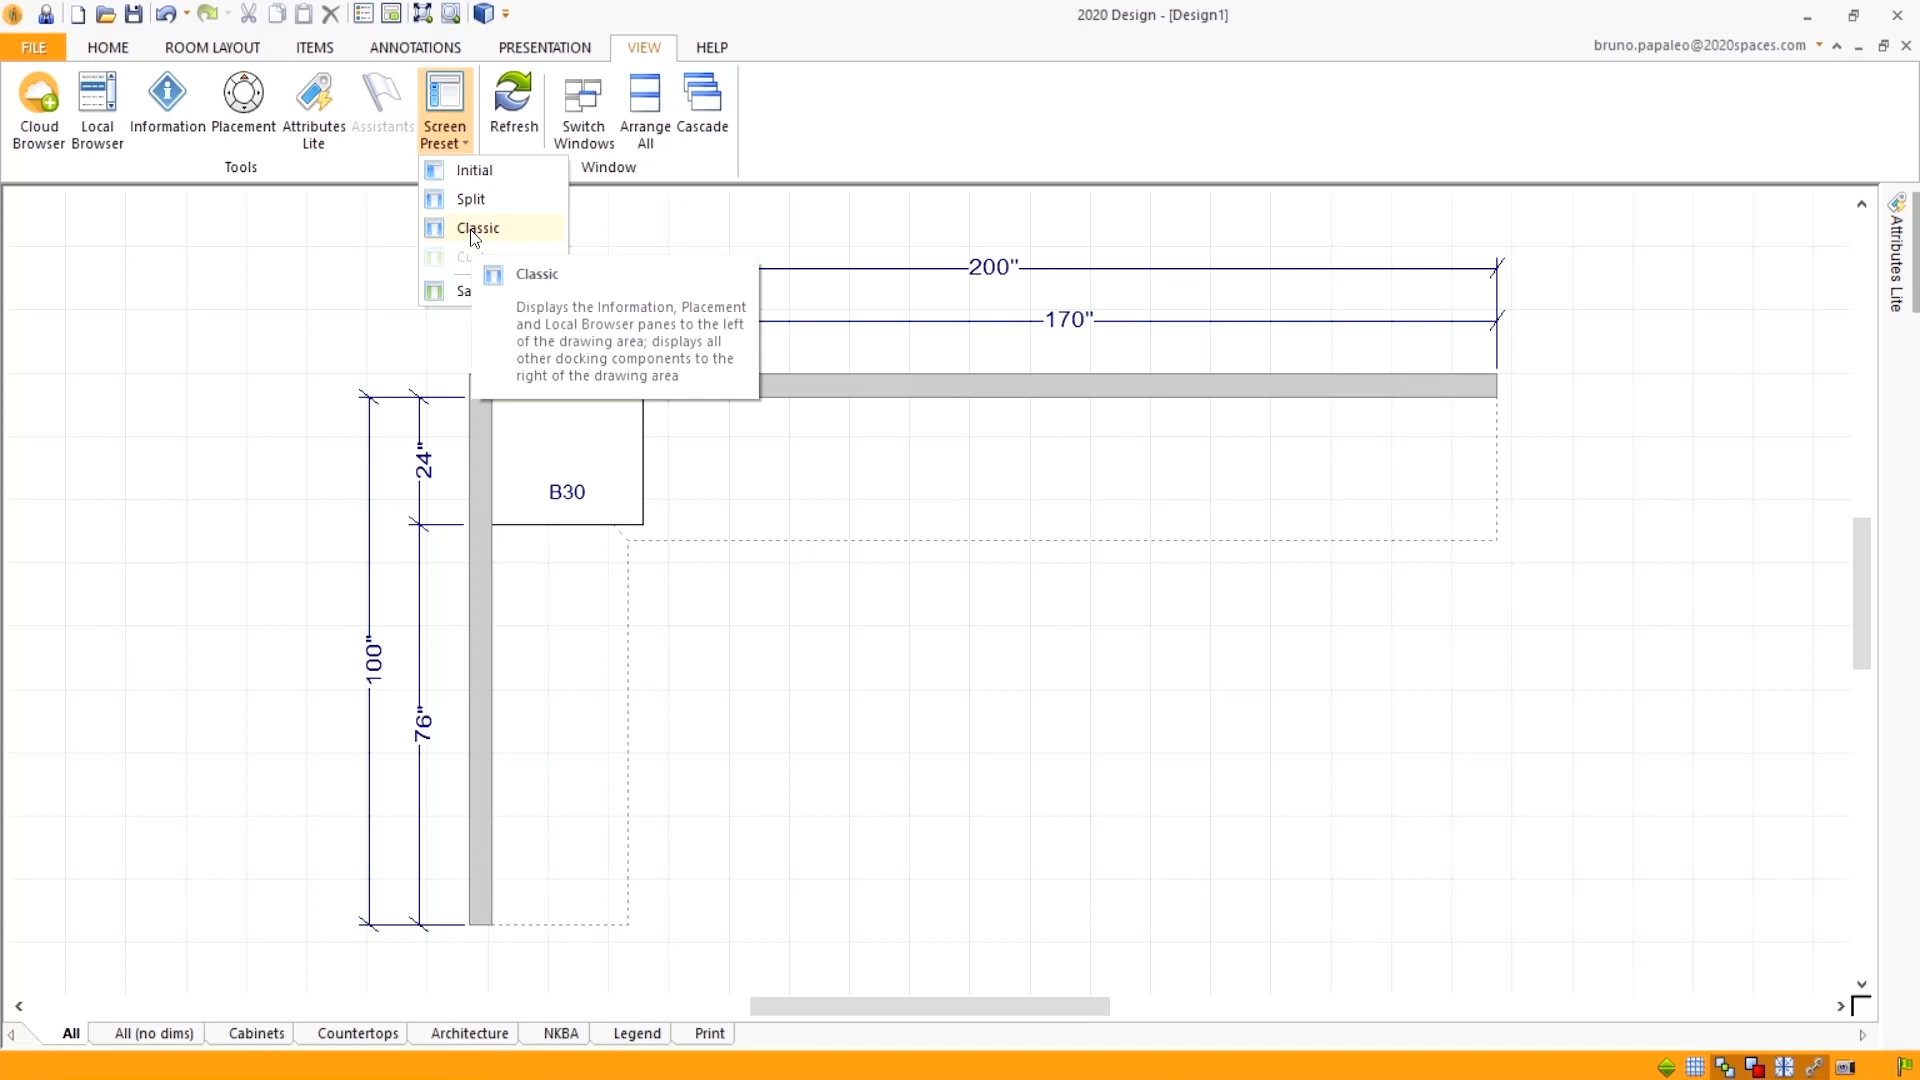 2020 Design - [Design1]
FILE
HOME
ROOM LAYOUT
ITEMS
ANNOTATIONS
PRESENTATION
VIEW
HELP
bruno.papaleo@2020spaces.com
Cloud
Browser
Local
Browser
Information
Placement
Attributes
Lite
Assistants
Screen
Preset
Refresh
Switch
Windows
Arrange
All
Cascade
Tools
Window
Initial
Split
Classic
Cu
Sa
Classic
Displays the Information, Placement
and Local Browser panes to the left
of the drawing area; displays all
other docking components to the
right of the drawing area
Attributes Lite
200"
170"
24"
B30
100"
76"
All
All (no dims)
Cabinets
Countertops
Architecture
NKBA
Legend
Print